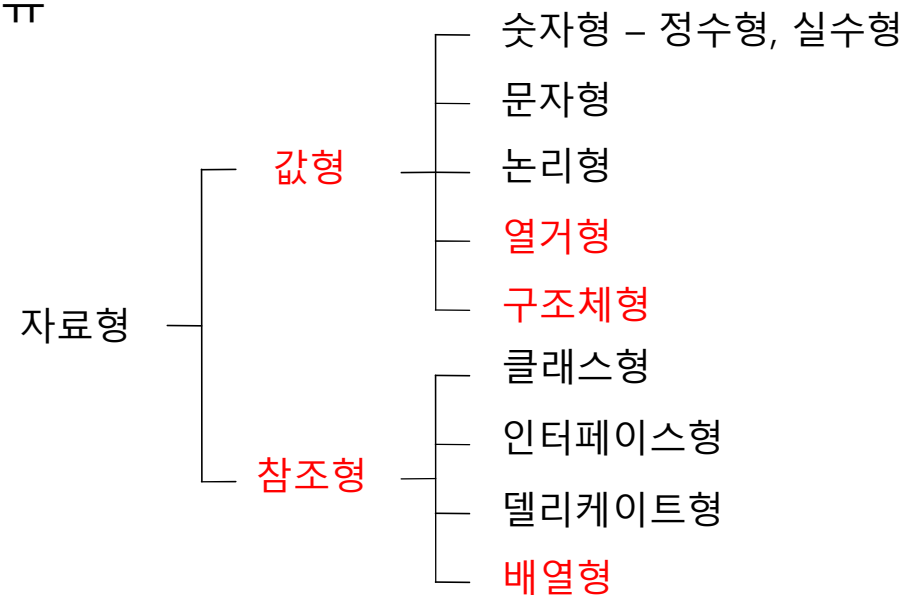 숫자형 – 정수형, 실수형
문자형
값형
논리형
열거형
구조체형
자료형
클래스형
인터페이스형
참조형
델리케이트형
배열형